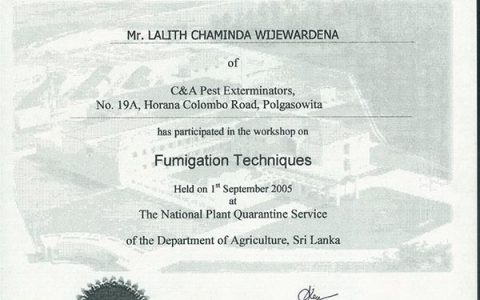 Mr. LALITH CHAMINDA WIJEWARDENA
of
C&A Pest Exterminators,
No. 19A, Horana Colombo Road, Polgasowita
has participated in the workshop on
Fumigation Techniques
Held on 1st September 2005
at
The National Plant Quarantine Service
of the Department of Agriculture, Sri Lanka